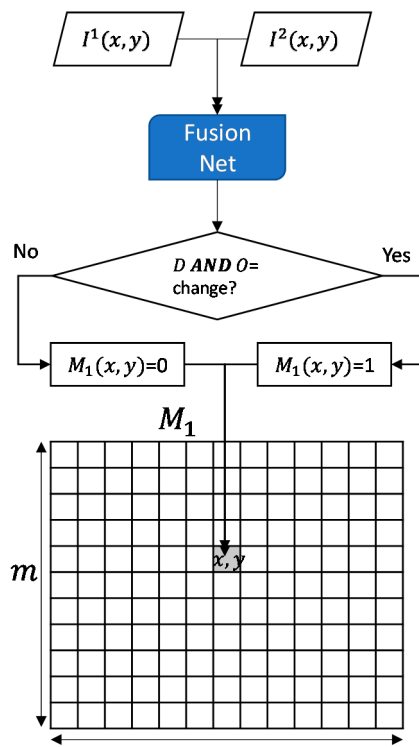 I¹(x,y)
I²(x,y)
Fusion
Net
No
Yes
D AND O=
change?
M₁(x,y)=0
M₁(x,y)=1
M₁
m
x, y